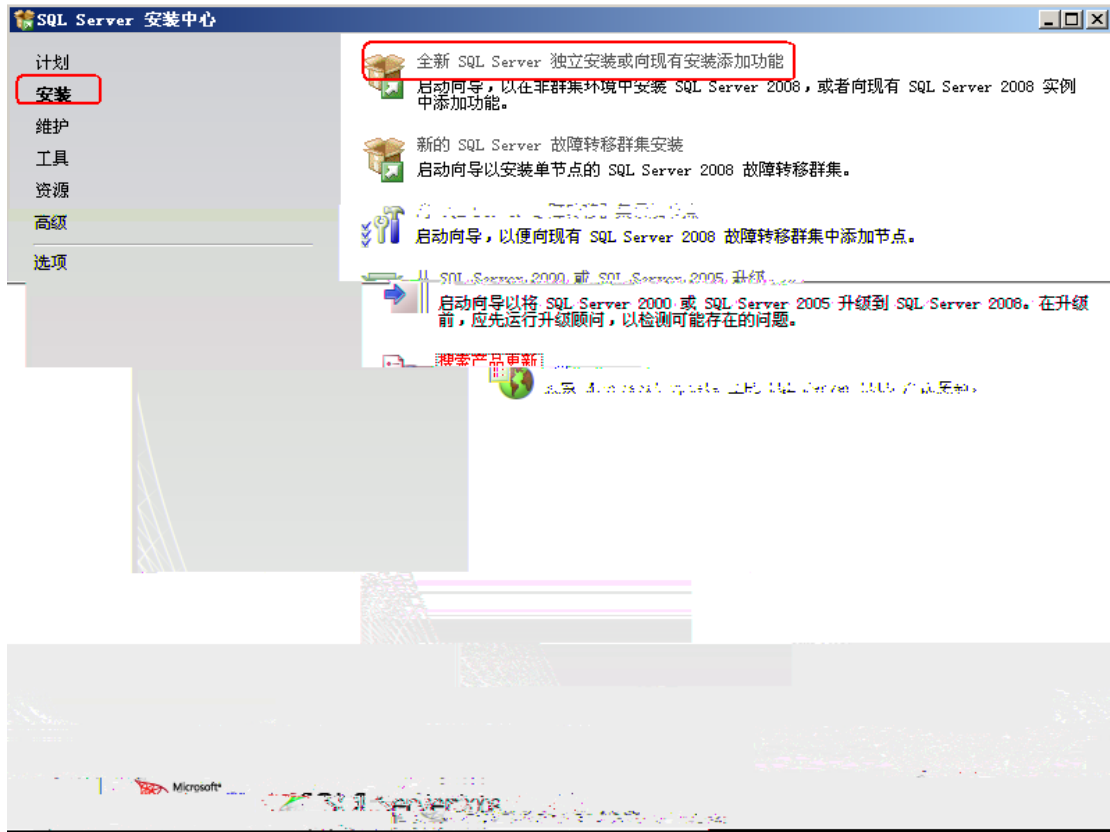 SQL Server 安装中心
计划
安装
维护
工具
资源
高级
选项
全新 SQL Server 独立安装或向现有安装添加功能
启动向导，以在非群集环境中安装 SQL Server 2008，或者向现有 SQL Server 2008 实例
中添加功能。
新的 SQL Server 故障转移群集安装
启动向导以安装单节点的 SQL Server 2008 故障转移群集。
启动向导，以便向现有 SQL Server 2008 故障转移群集中添加节点。
从 SQL Server 2000 或 SQL Server 2005 升级
启动向导以将 SQL Server 2000 或 SQL Server 2005 升级到 SQL Server 2008。在升级
前，应先运行升级顾问，以检测可能存在的问题。
搜索产品更新
Microsoft